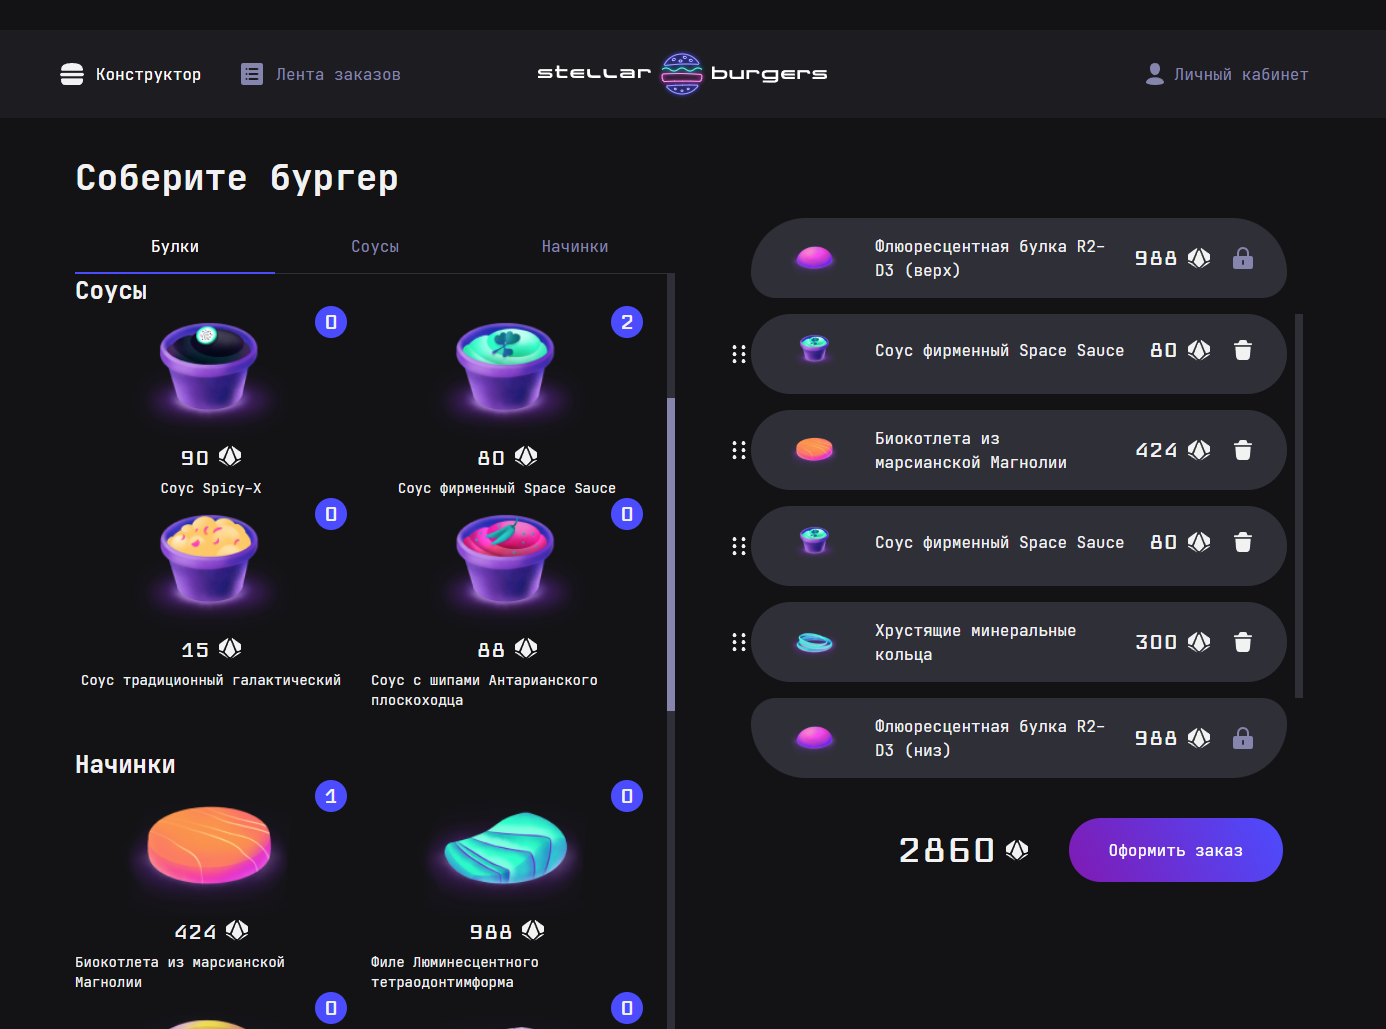 Конструктор
Лента заказов
stellar burgers
Личный кабинет
Соберите бургер
Булки
Соусы
Начинки
Соусы
0
2
90
80
Соус Spicy-X
Соус фирменный Space Sauce
0
0
15
88
Соус традиционный галактический
Соус с шипами Антарианского
плоскоходца
Начинки
1
0
424
988
Биокотлета из марсианской
Магнолии
Филе Люминесцентного
тетраодонтимформа
0
0
Флюоресцентная булка R2-
D3 (верх)
988
Соус фирменный Space Sauce
80
Биокотлета из
марсианской Магнолии
424
Соус фирменный Space Sauce
80
Хрустящие минеральные
кольца
300
Флюоресцентная булка R2-
D3 (низ)
988
2860
Оформить заказ